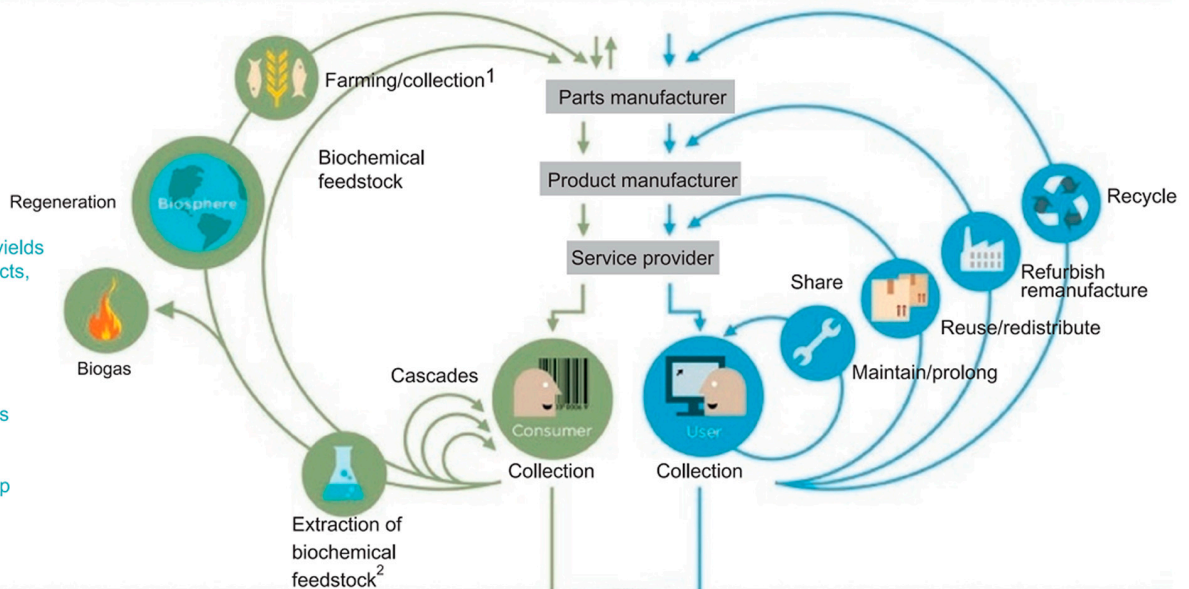 Farming/collection1
Parts manufacturer
Biochemical
feedstock
Product manufacturer
Regeneration
Biosphere
Recycle
yields
Service provider
Share
Refurbish
remanufacture
Reuse/redistribute
Biogas
Cascades
Maintain/prolong
Consumer
User
Collection
Collection
Extraction of
biochemical
feedstock2